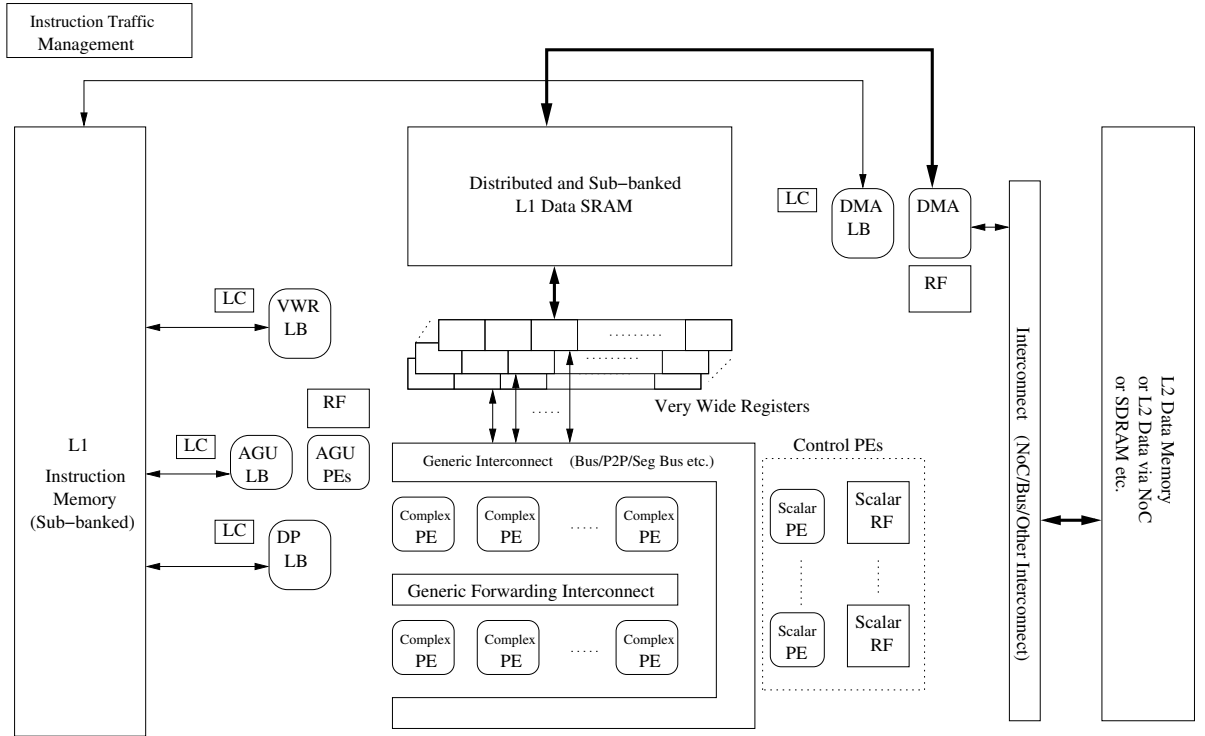 Instruction Traffic
Management
Distributed and Sub−banked
L1 Data SRAM
LC
DMA
LB
DMA
RF
LC
VWR
LB
.........
.........
Very Wide Registers
.....
RF
L1
Instruction
Memory
(Sub−banked)
LC
AGU
LB
AGU
PEs
LC
DP
LB
Generic Interconnect (Bus/P2P/Seg Bus etc.)
Complex
PE
Complex
PE
.....
Complex
PE
Generic Forwarding Interconnect
Complex
PE
Complex
PE
.....
Complex
PE
Control PEs
Scalar
PE
Scalar
RF
Scalar
PE
Scalar
RF
Interconnect (NoC/Bus/Other Interconnect)
L2 Data Memory
or L2 Data via NoC
or SDRAM etc.